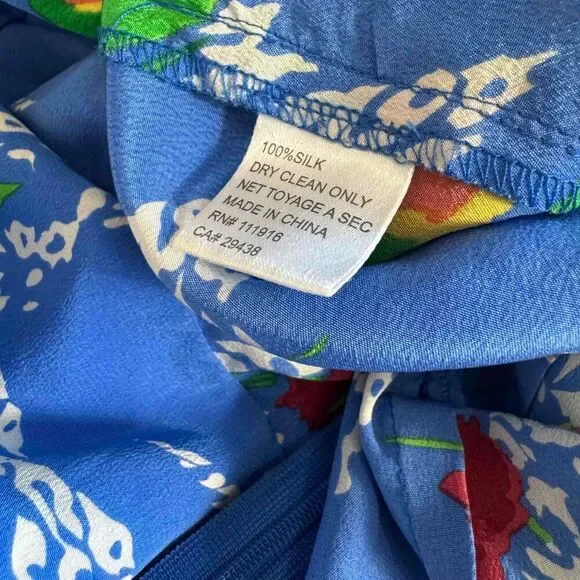 100%SILK
DRY CLEAN ONLY
NET TOYAGE A SEC
MADE IN CHINA
RN# 111916
CA# 29438